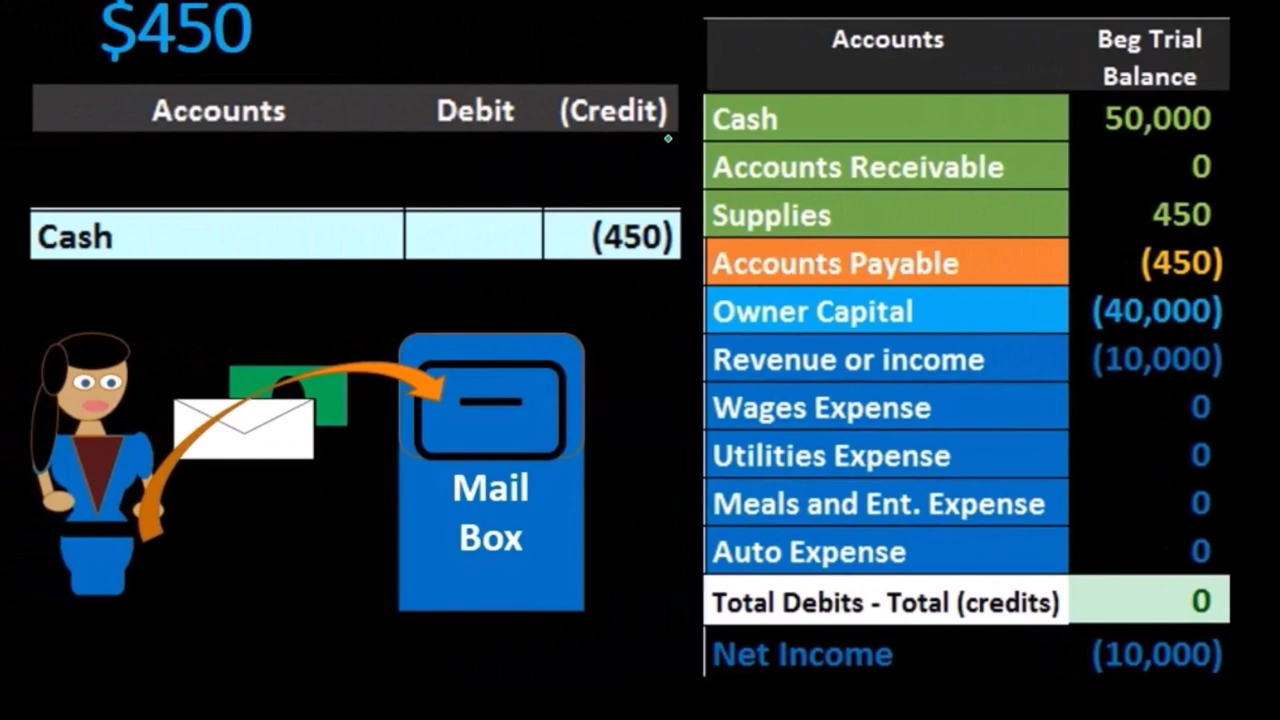 $450
Accounts Debit (Credit)
Cash (450)
Mail
Box
Accounts Beg Trial
Balance
Cash 50,000
Accounts Receivable 0
Supplies 450
Accounts Payable (450)
Owner Capital (40,000)
Revenue or income (10,000)
Wages Expense 0
Utilities Expense 0
Meals and Ent. Expense 0
Auto Expense 0
Total Debits - Total (credits) 0
Net Income (10,000)